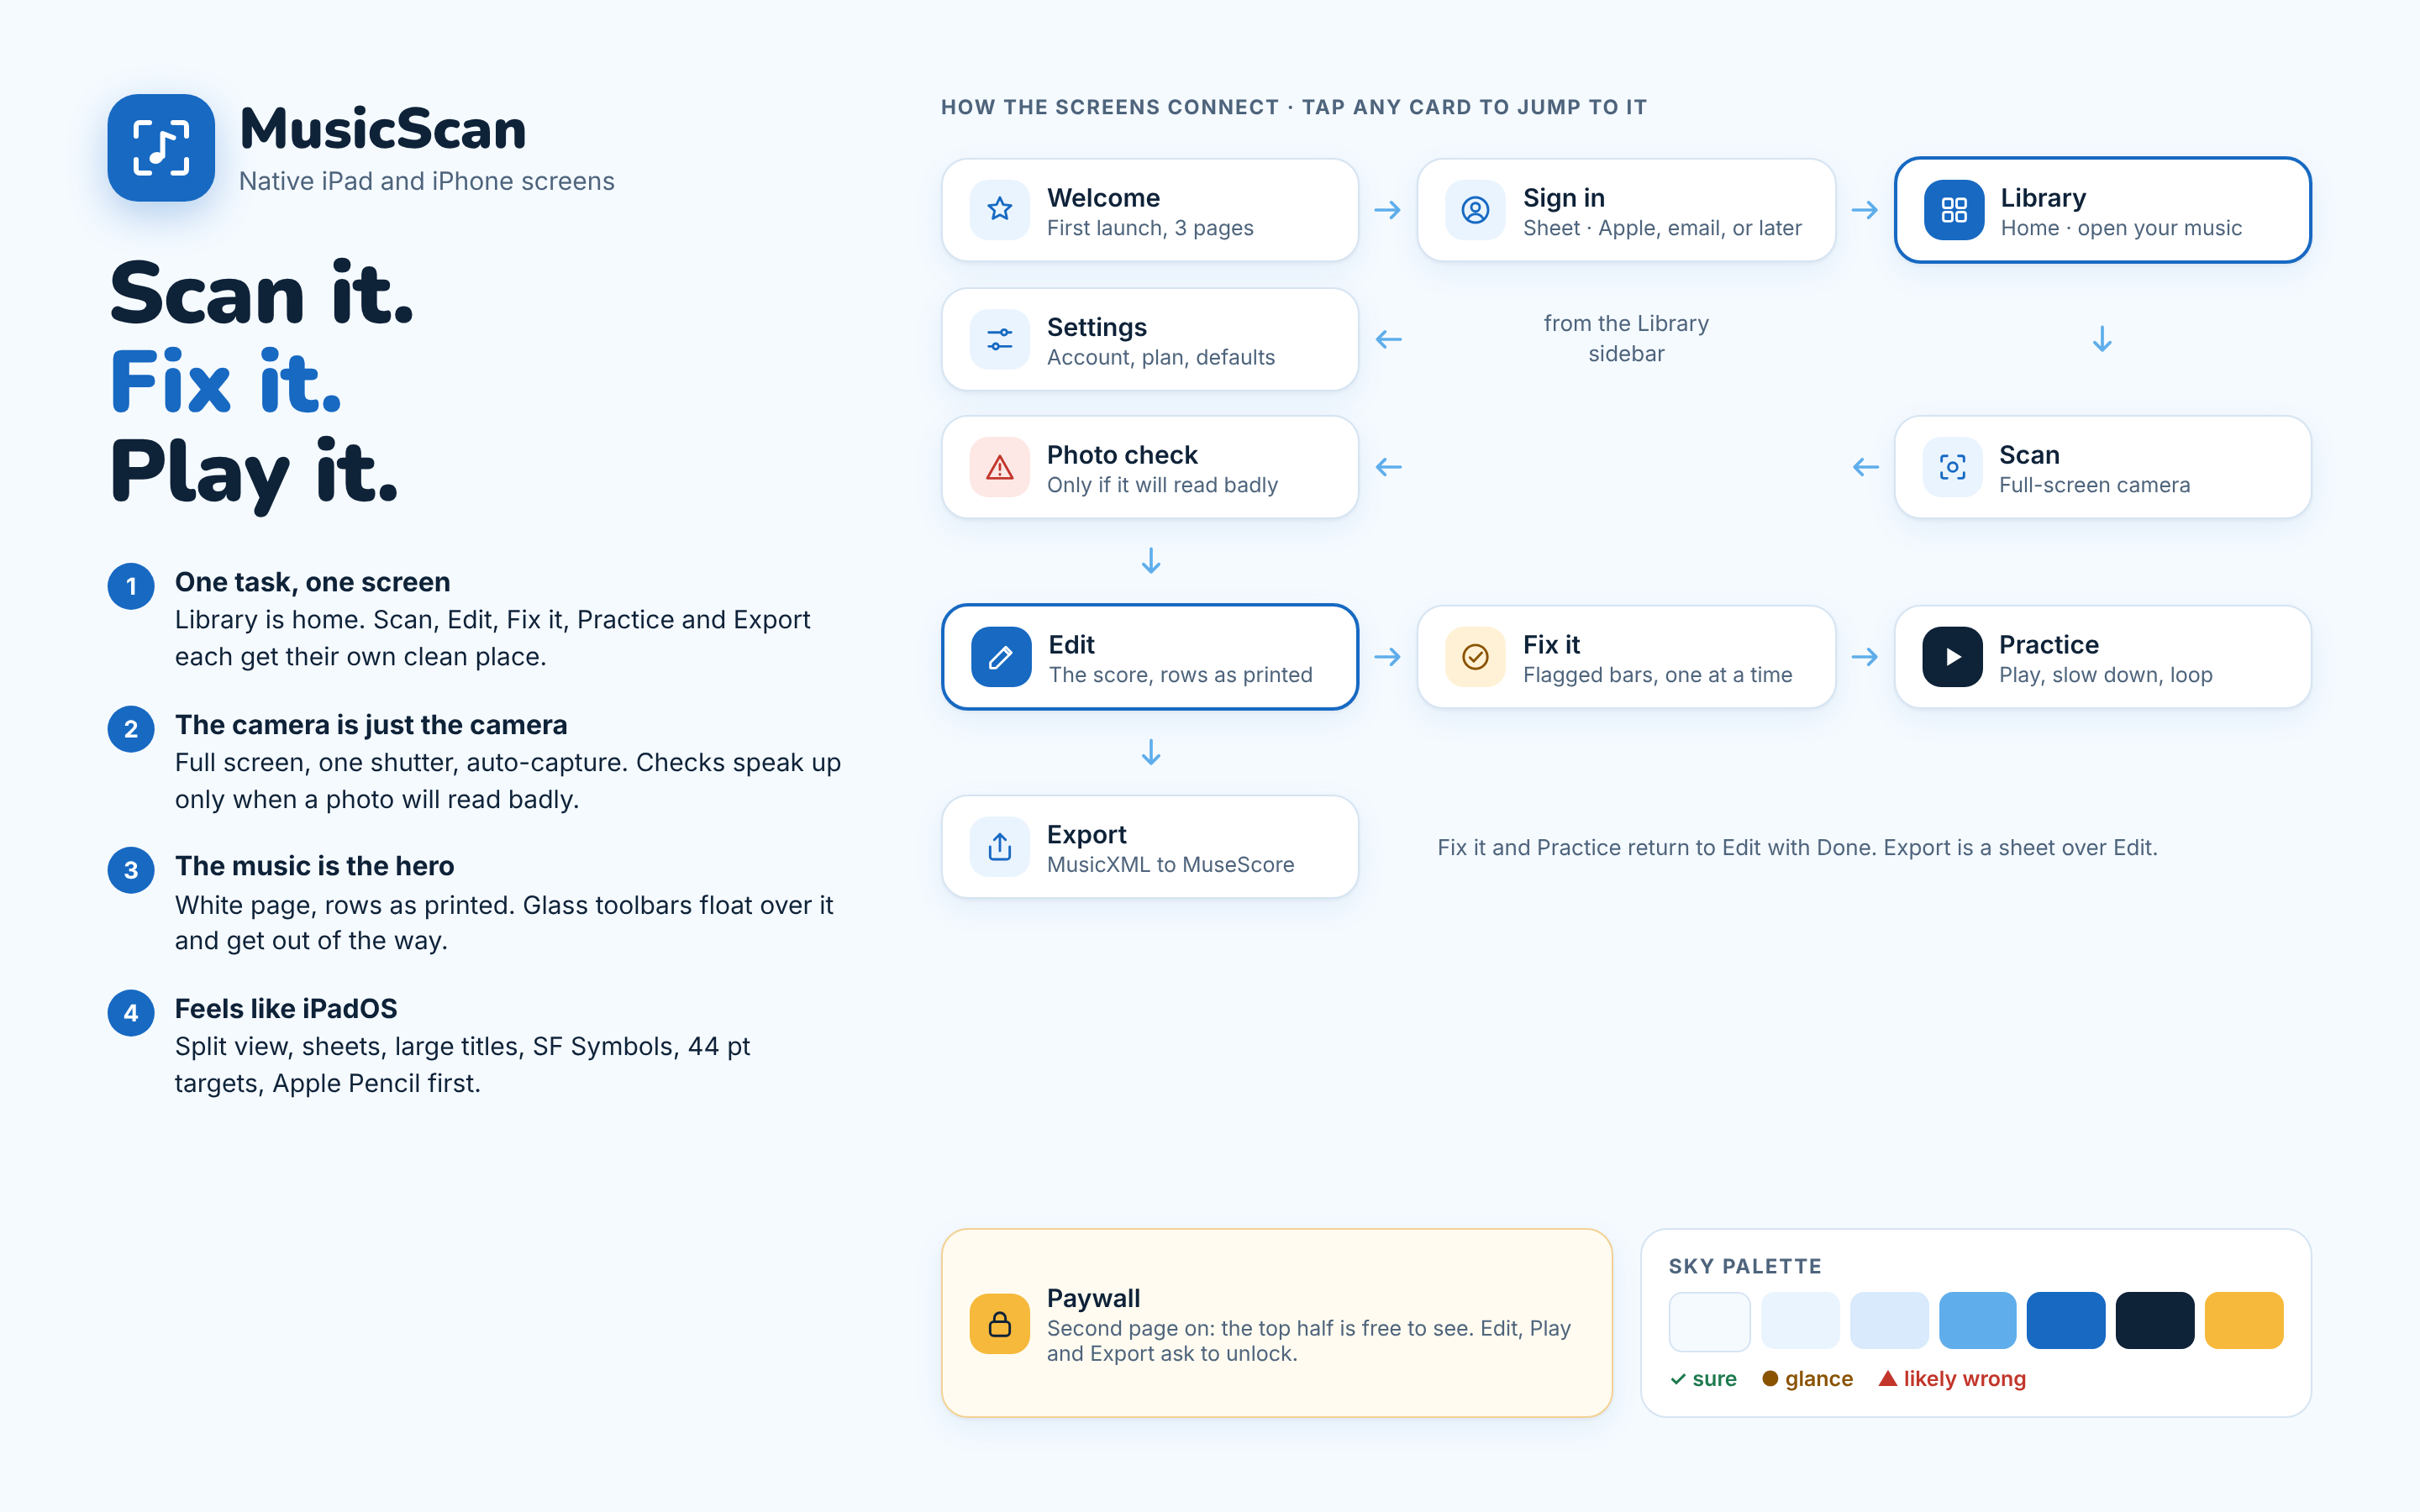 MusicScan
Native iPad and iPhone screens
Scan it.
Fix it.
Play it.
1
One task, one screen
Library is home. Scan, Edit, Fix it, Practice and Export
each get their own clean place.
2
The camera is just the camera
Full screen, one shutter, auto-capture. Checks speak up
only when a photo will read badly.
3
The music is the hero
White page, rows as printed. Glass toolbars float over it
and get out of the way.
4
Feels like iPadOS
Split view, sheets, large titles, SF Symbols, 44 pt
targets, Apple Pencil first.
HOW THE SCREENS CONNECT · TAP ANY CARD TO JUMP TO IT
Welcome
First launch, 3 pages
Sign in
Sheet · Apple, email, or later
Library
Home · open your music
Settings
Account, plan, defaults
from the Library
sidebar
Photo check
Only if it will read badly
Scan
Full-screen camera
Edit
The score, rows as printed
Fix it
Flagged bars, one at a time
Practice
Play, slow down, loop
Export
MusicXML to MuseScore
Fix it and Practice return to Edit with Done. Export is a sheet over Edit.
Paywall
Second page on: the top half is free to see. Edit, Play
and Export ask to unlock.
SKY PALETTE
✓ sure ● glance ▲ likely wrong